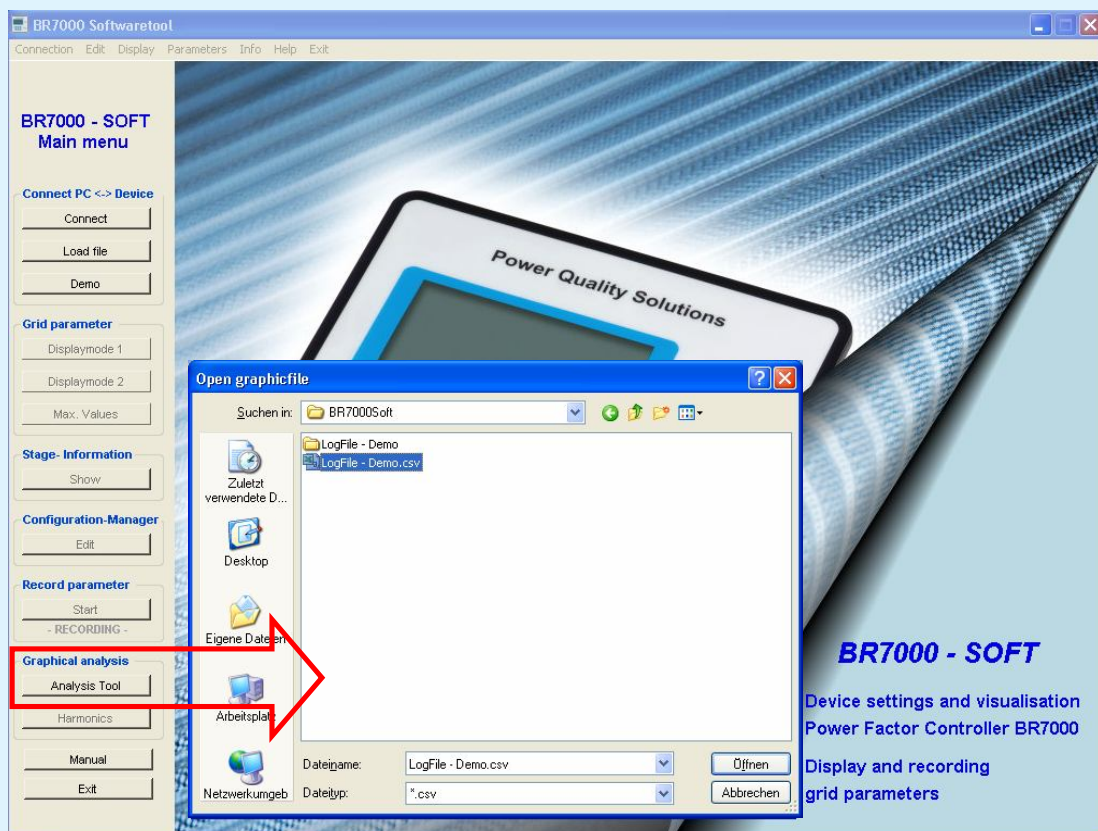 BR7000 Softwaretool
Connection Edit Display Parameters Info Help Exit
BR7000 - SOFT
Main menu
Connect PC <-> Device
Connect
Load file
Demo
Grid parameter
Displaymode 1
Displaymode 2
Max. Values
Stage- Information
Show
Configuration-Manager
Edit
Record parameter
Start
- RECORDING -
Graphical analysis
Analysis Tool
Harmonics
Manual
Exit
Power Quality Solutions
Open graphicfile
Suchen in: BR7000Soft
LogFile - Demo
LogFile - Demo.csv
Zuletzt
verwendete D...
Desktop
Eigene Dateien
Arbeitsplatz
Netzwerkumgeb
Dateiname: LogFile - Demo.csv Öffnen
Dateityp: *.csv Abbrechen
BR7000 - SOFT
Device settings and visualisation
Power Factor Controller BR7000
Display and recording
grid parameters